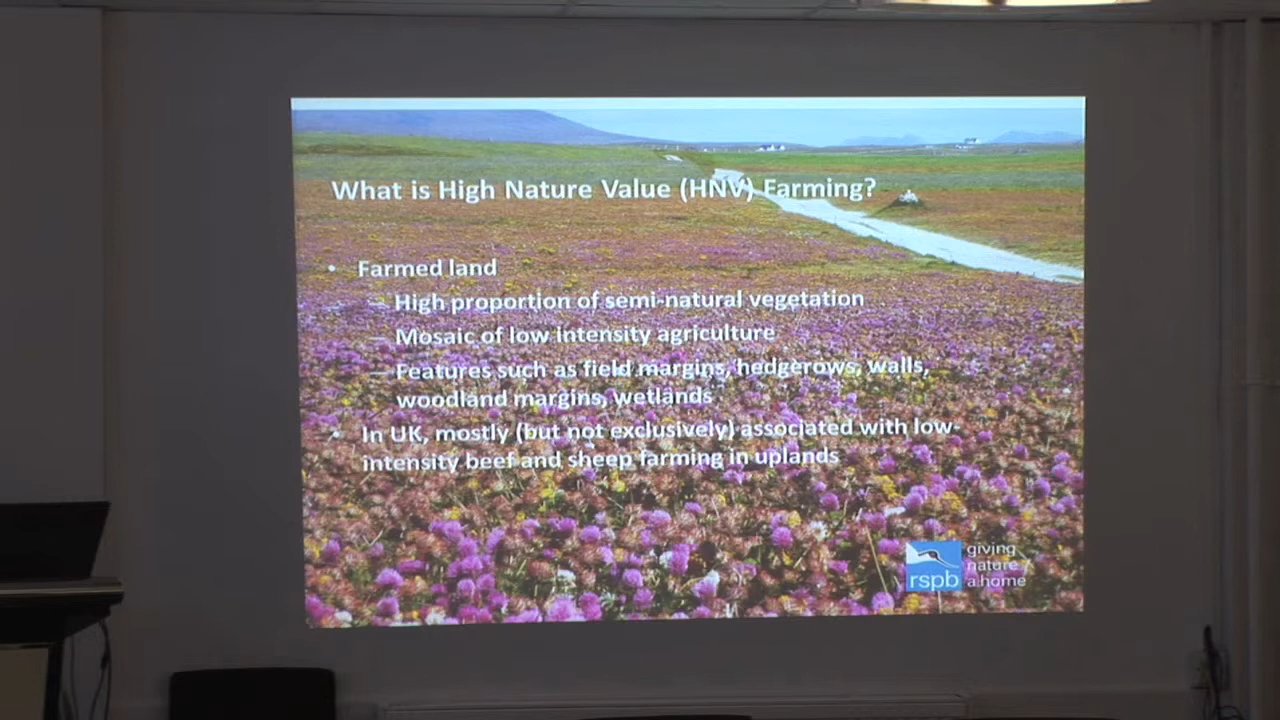 What is High Nature Value (HNV) Farming?
• Farmed land
– High proportion of semi-natural vegetation
– Mosaic of low intensity agriculture
– Features such as field margins, hedgerows, walls,
woodland margins, wetlands
• In UK, mostly (but not exclusively) associated with low-
intensity beef and sheep farming in uplands
rspb
giving
nature
a home